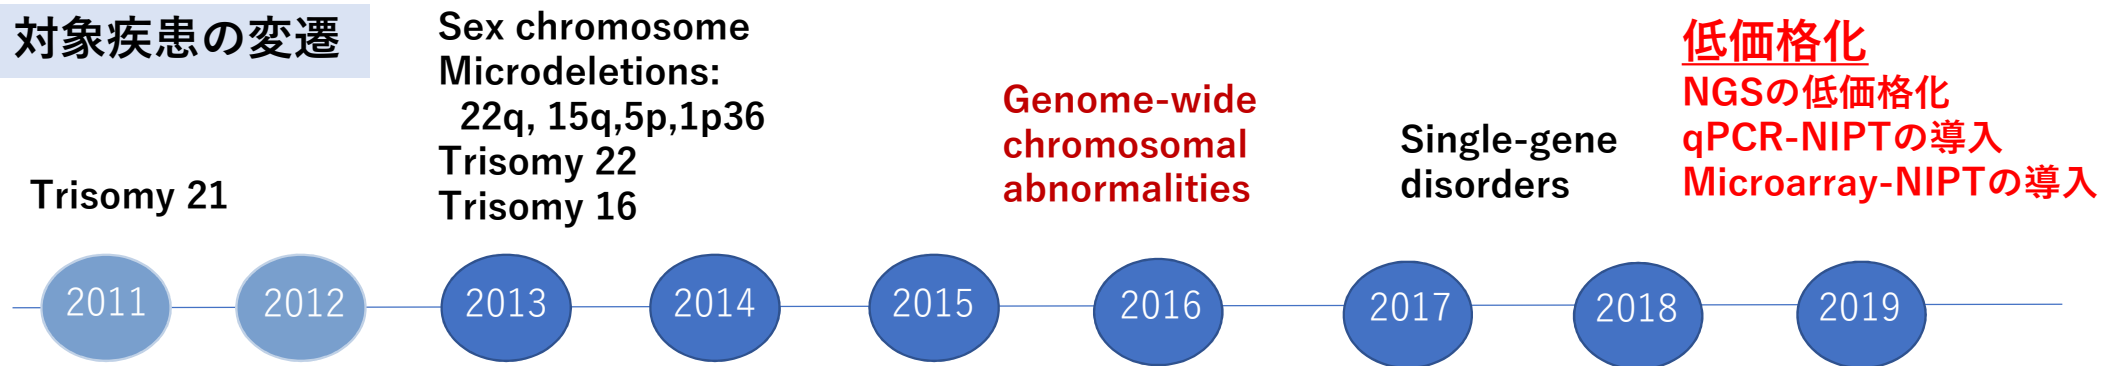 対象疾患の変遷
Trisomy 21
Sex chromosome
Microdeletions:
22q, 15q,5p,1p36
Trisomy 22
Trisomy 16
Genome-wide
chromosomal
abnormalities
Single-gene
disorders
低価格化
NGSの低価格化
qPCR-NIPTの導入
Microarray-NIPTの導入
2011
2012
2013
2014
2015
2016
2017
2018
2019